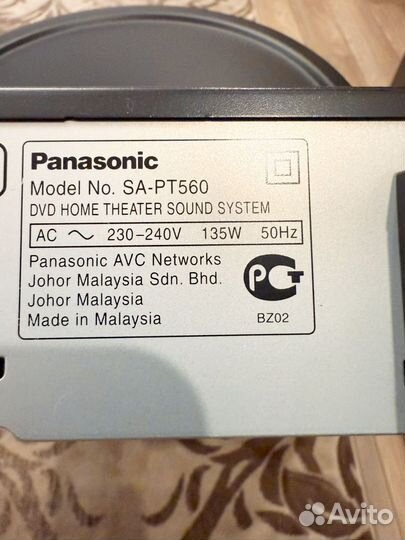 Panasonic
Model No. SA-PT560
DVD HOME THEATER SOUND SYSTEM
AC ～ 230-240V 135W 50Hz
Panasonic AVC Networks
Johor Malaysia Sdn. Bhd.
Johor Malaysia
Made in Malaysia
РСТ
BZ02
Avito